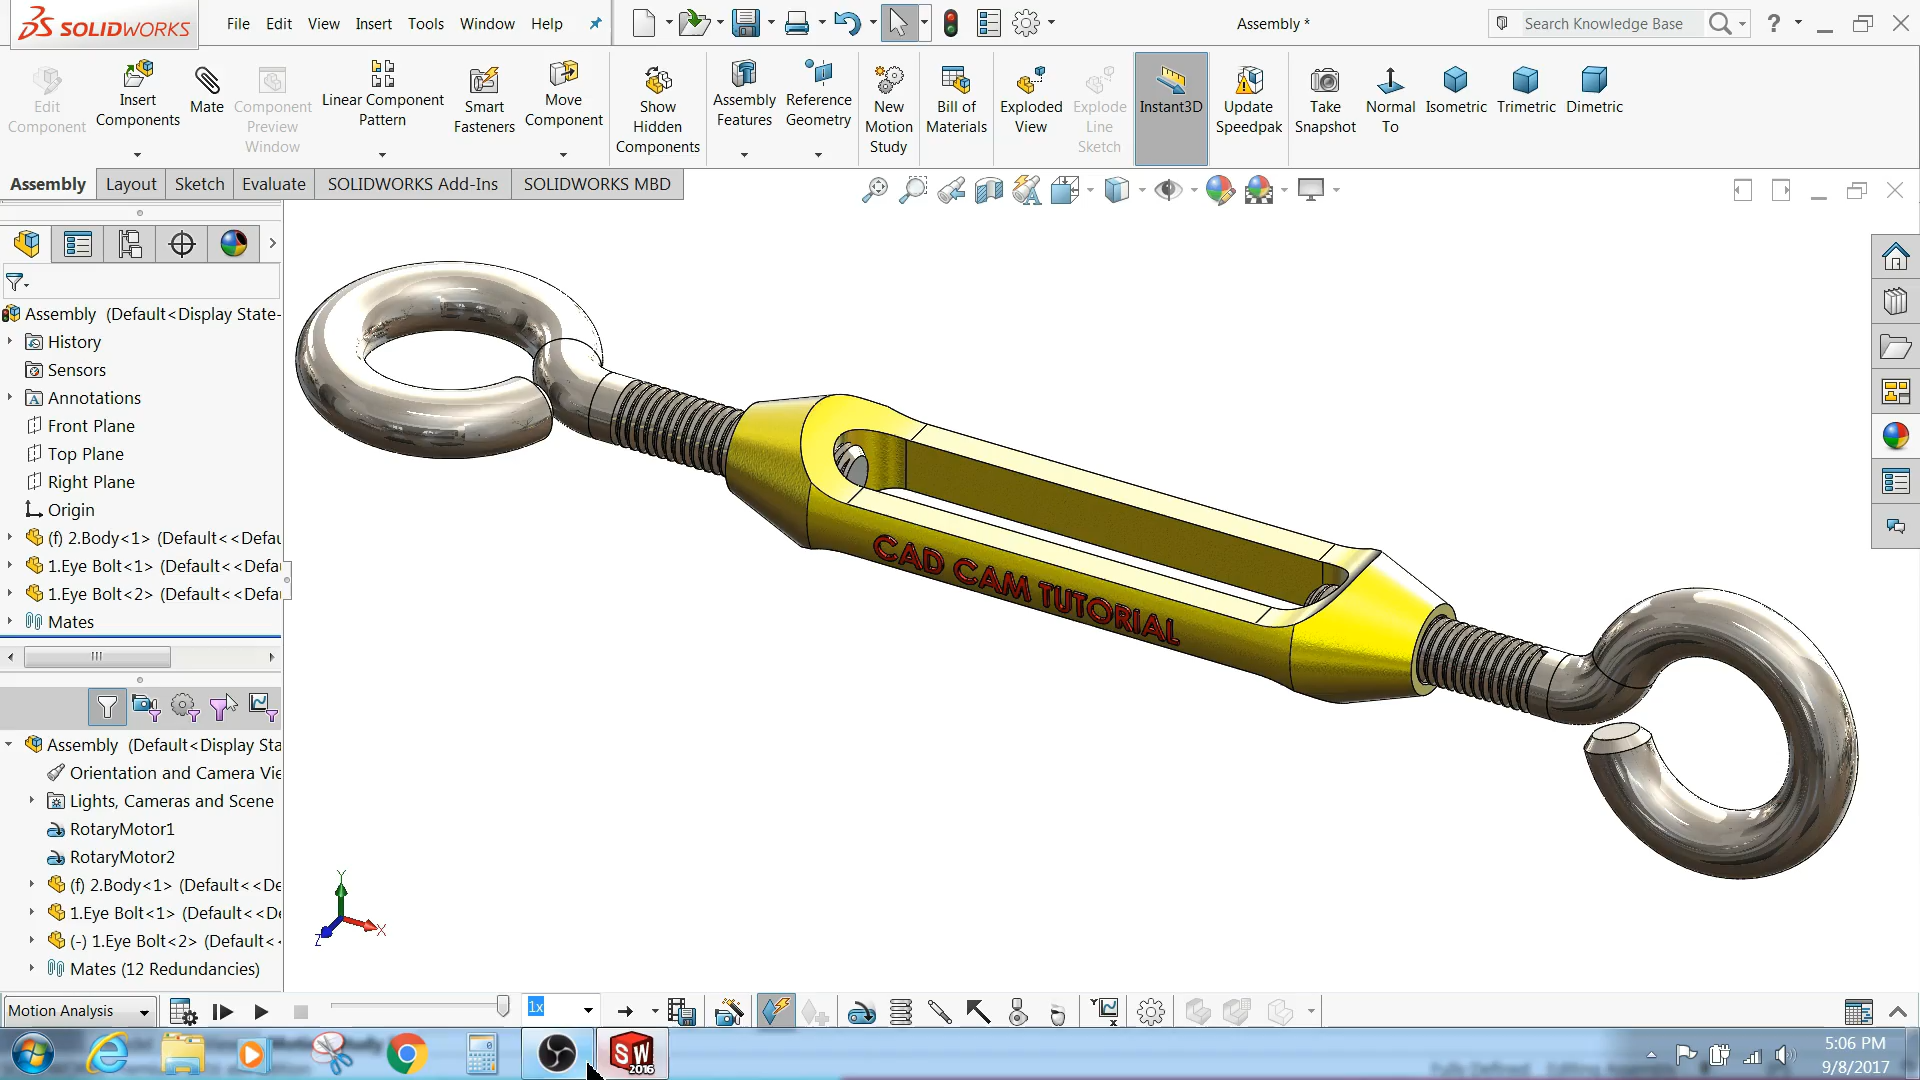 SOLIDWORKS File Edit View Insert Tools Window Help Assembly * Search Knowledge Base ?
Edit Component
Insert Components
Mate
Component Preview Window
Linear Component Pattern
Smart Fasteners
Move Component
Show Hidden Components
Assembly Features
Reference Geometry
New Motion Study
Bill of Materials
Exploded View
Explode Line Sketch
Instant3D
Update Speedpak
Take Snapshot
Normal To
Isometric
Trimetric
Dimetric
Assembly Layout Sketch Evaluate SOLIDWORKS Add-Ins SOLIDWORKS MBD
Assembly (Default<Display State-
History
Sensors
Annotations
Front Plane
Top Plane
Right Plane
Origin
(f) 2.Body<1> (Default<<Defau
1.Eye Bolt<1> (Default<<Defa
1.Eye Bolt<2> (Default<<Defa
Mates
Assembly (Default<Display Sta
Orientation and Camera Vie
Lights, Cameras and Scene
RotaryMotor1
RotaryMotor2
(f) 2.Body<1> (Default<<De
1.Eye Bolt<1> (Default<<D
(-) 1.Eye Bolt<2> (Default<
Mates (12 Redundancies)
CAD CAM TUTORIAL
Y
X
Z
Motion Analysis 1x
SW
2016
5:06 PM
9/8/2017